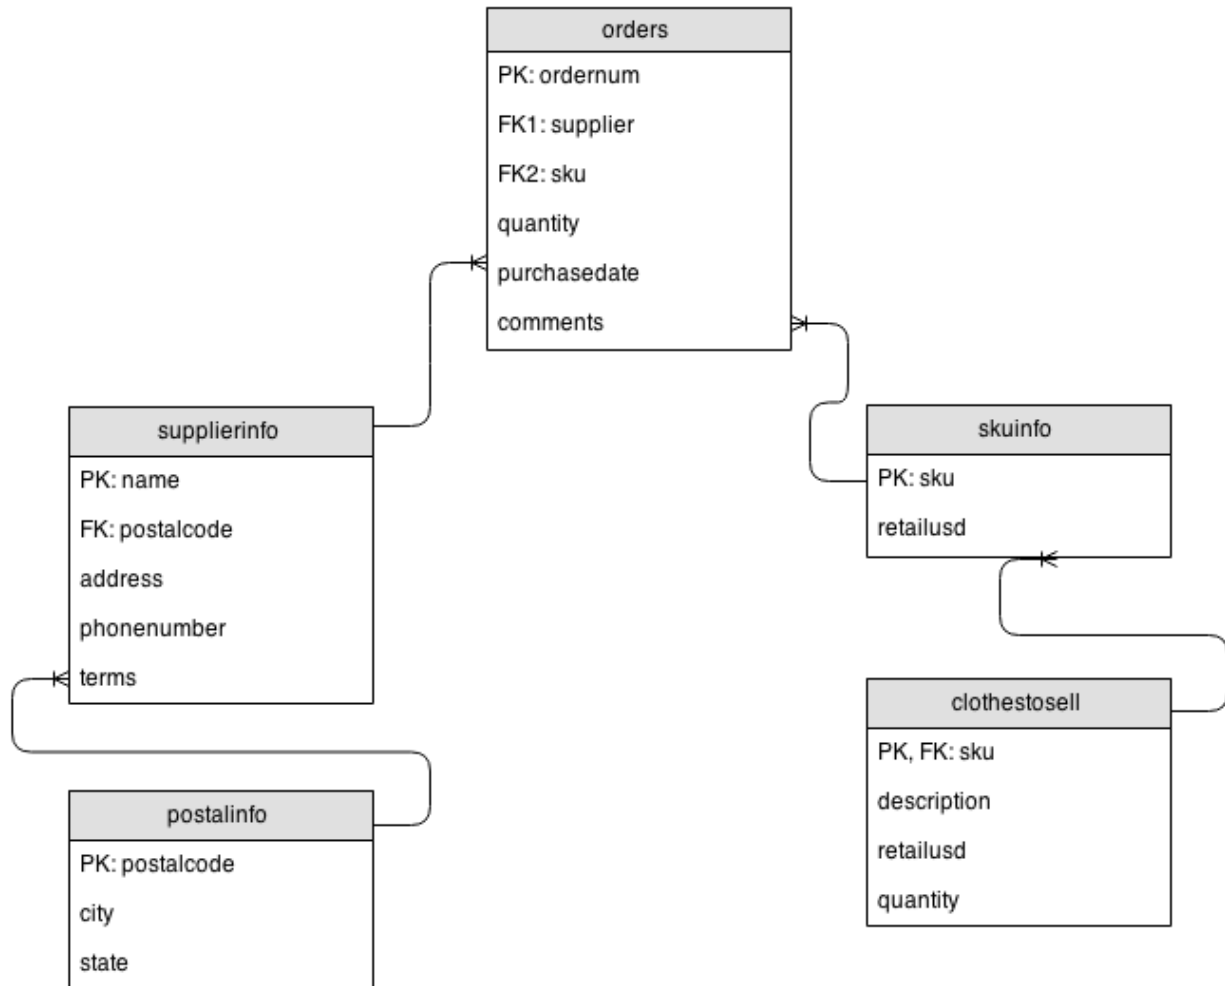 orders
PK: ordernum
FK1: supplier
FK2: sku
quantity
purchasedate
comments
supplierinfo
PK: name
FK: postalcode
address
phonenumber
terms
skuinfo
PK: sku
retailusd
clothestosell
PK, FK: sku
description
retailusd
quantity
postalinfo
PK: postalcode
city
state